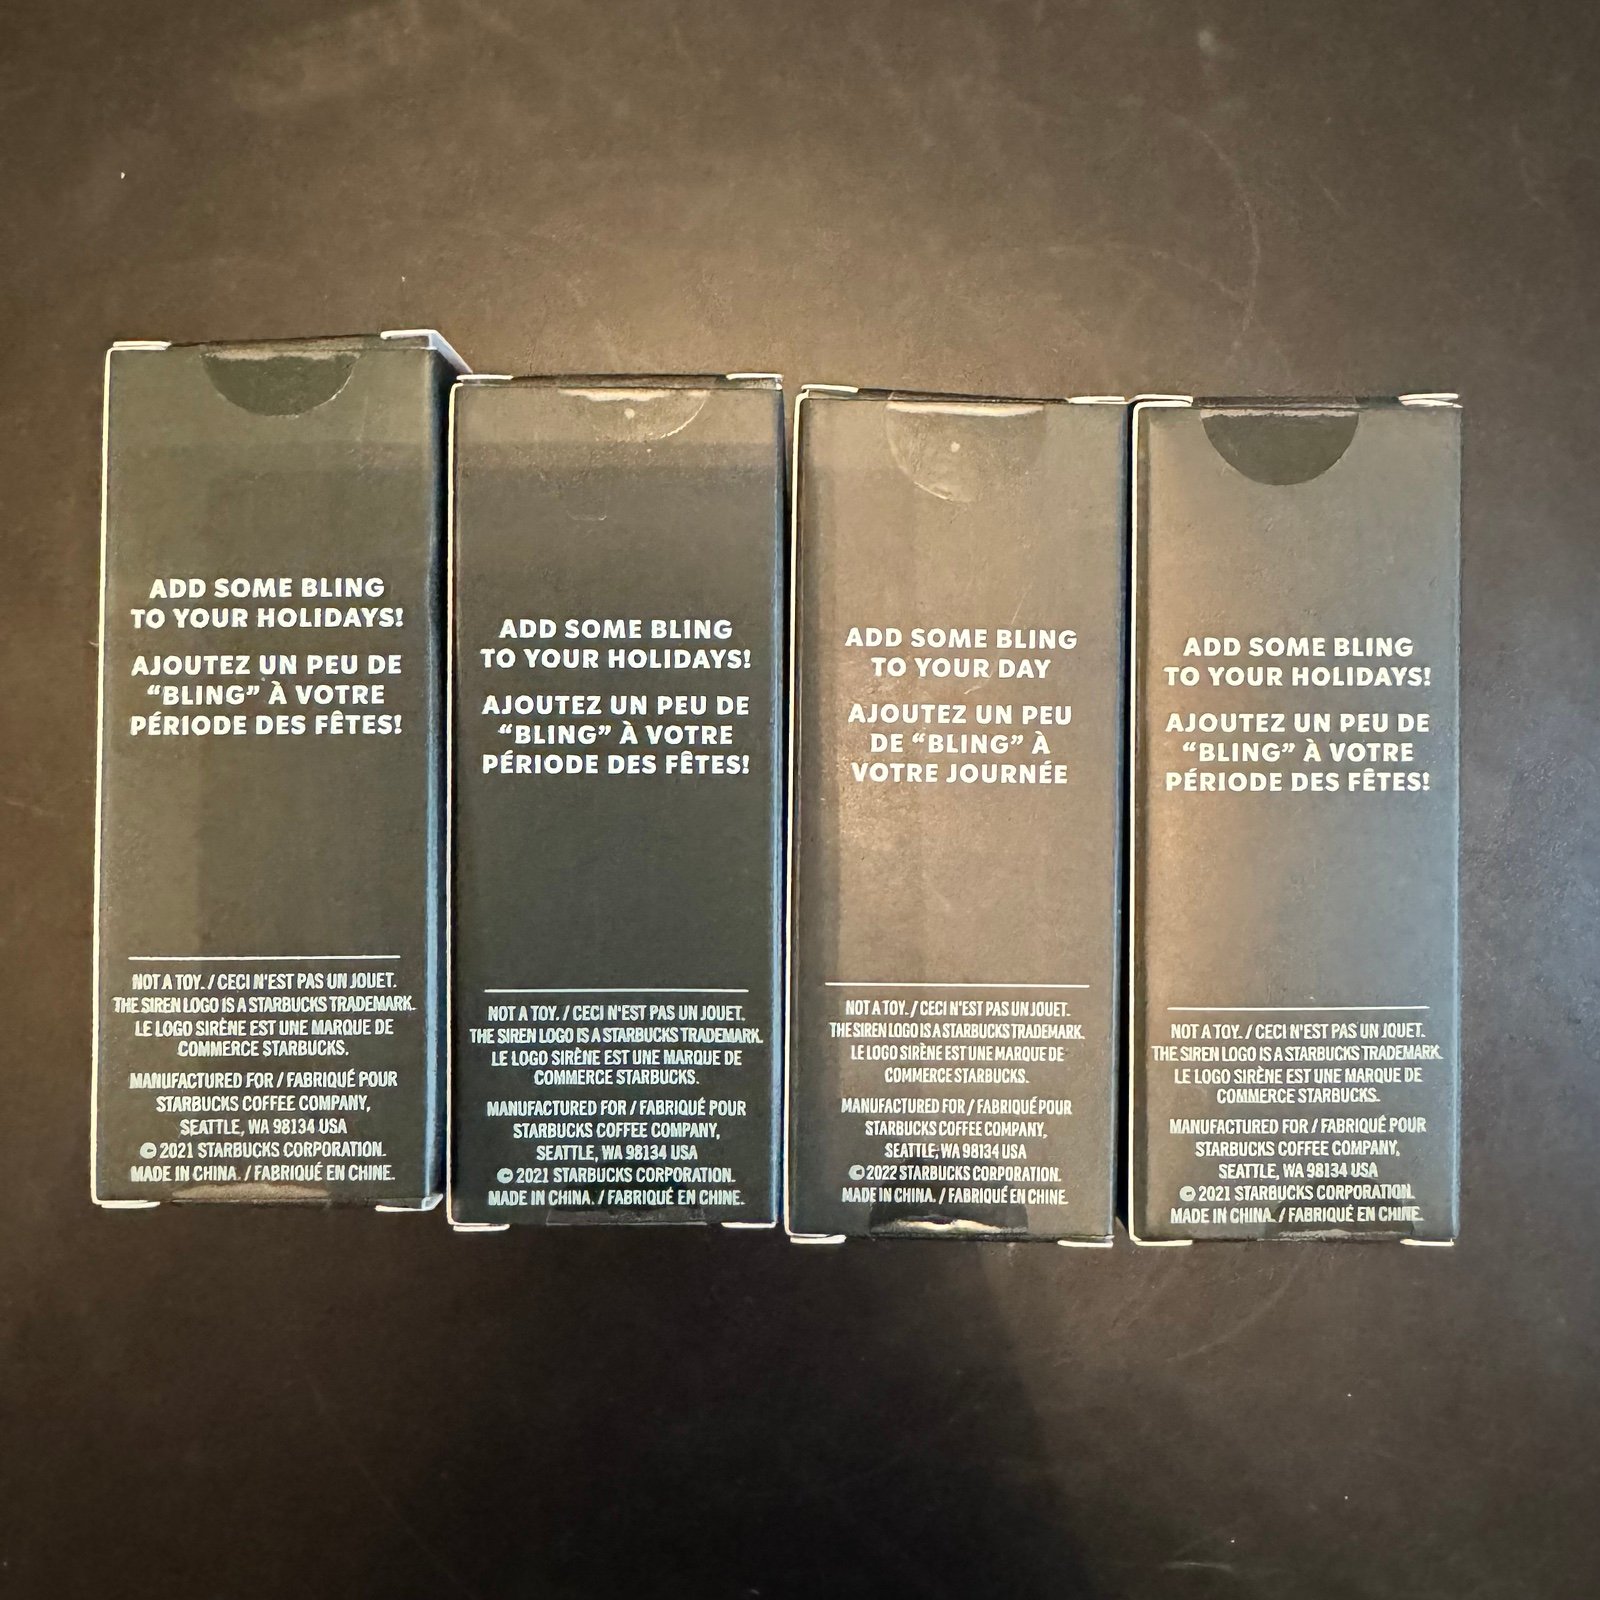 ADD SOME BLING
TO YOUR HOLIDAYS!
AJOUTEZ UN PEU DE
“BLING” À VOTRE
PÉRIODE DES FÊTES!
NOT A TOY. / CECI N'EST PAS UN JOUET.
THE SIREN LOGO IS A STARBUCKS TRADEMARK.
LE LOGO SIRÈNE EST UNE MARQUE DE
COMMERCE STARBUCKS.
MANUFACTURED FOR / FABRIQUÉ POUR
STARBUCKS COFFEE COMPANY,
SEATTLE, WA 98134 USA
© 2021 STARBUCKS CORPORATION.
MADE IN CHINA. / FABRIQUÉ EN CHINE.
ADD SOME BLING
TO YOUR HOLIDAYS!
AJOUTEZ UN PEU DE
“BLING” À VOTRE
PÉRIODE DES FÊTES!
NOT A TOY. / CECI N'EST PAS UN JOUET.
THE SIREN LOGO IS A STARBUCKS TRADEMARK.
LE LOGO SIRÈNE EST UNE MARQUE DE
COMMERCE STARBUCKS.
MANUFACTURED FOR / FABRIQUÉ POUR
STARBUCKS COFFEE COMPANY,
SEATTLE, WA 98134 USA
© 2021 STARBUCKS CORPORATION.
MADE IN CHINA. / FABRIQUÉ EN CHINE.
ADD SOME BLING
TO YOUR DAY
AJOUTEZ UN PEU
DE “BLING” À
VOTRE JOURNÉE
NOT A TOY. / CECI N'EST PAS UN JOUET.
THE SIREN LOGO IS A STARBUCKS TRADEMARK.
LE LOGO SIRÈNE EST UNE MARQUE DE
COMMERCE STARBUCKS.
MANUFACTURED FOR / FABRIQUÉ POUR
STARBUCKS COFFEE COMPANY,
SEATTLE, WA 98134 USA
© 2022 STARBUCKS CORPORATION.
MADE IN CHINA. / FABRIQUÉ EN CHINE.
ADD SOME BLING
TO YOUR HOLIDAYS!
AJOUTEZ UN PEU DE
“BLING” À VOTRE
PÉRIODE DES FÊTES!
NOT A TOY. / CECI N'EST PAS UN JOUET.
THE SIREN LOGO IS A STARBUCKS TRADEMARK.
LE LOGO SIRÈNE EST UNE MARQUE DE
COMMERCE STARBUCKS.
MANUFACTURED FOR / FABRIQUÉ POUR
STARBUCKS COFFEE COMPANY,
SEATTLE, WA 98134 USA
© 2021 STARBUCKS CORPORATION.
MADE IN CHINA. / FABRIQUÉ EN CHINE.